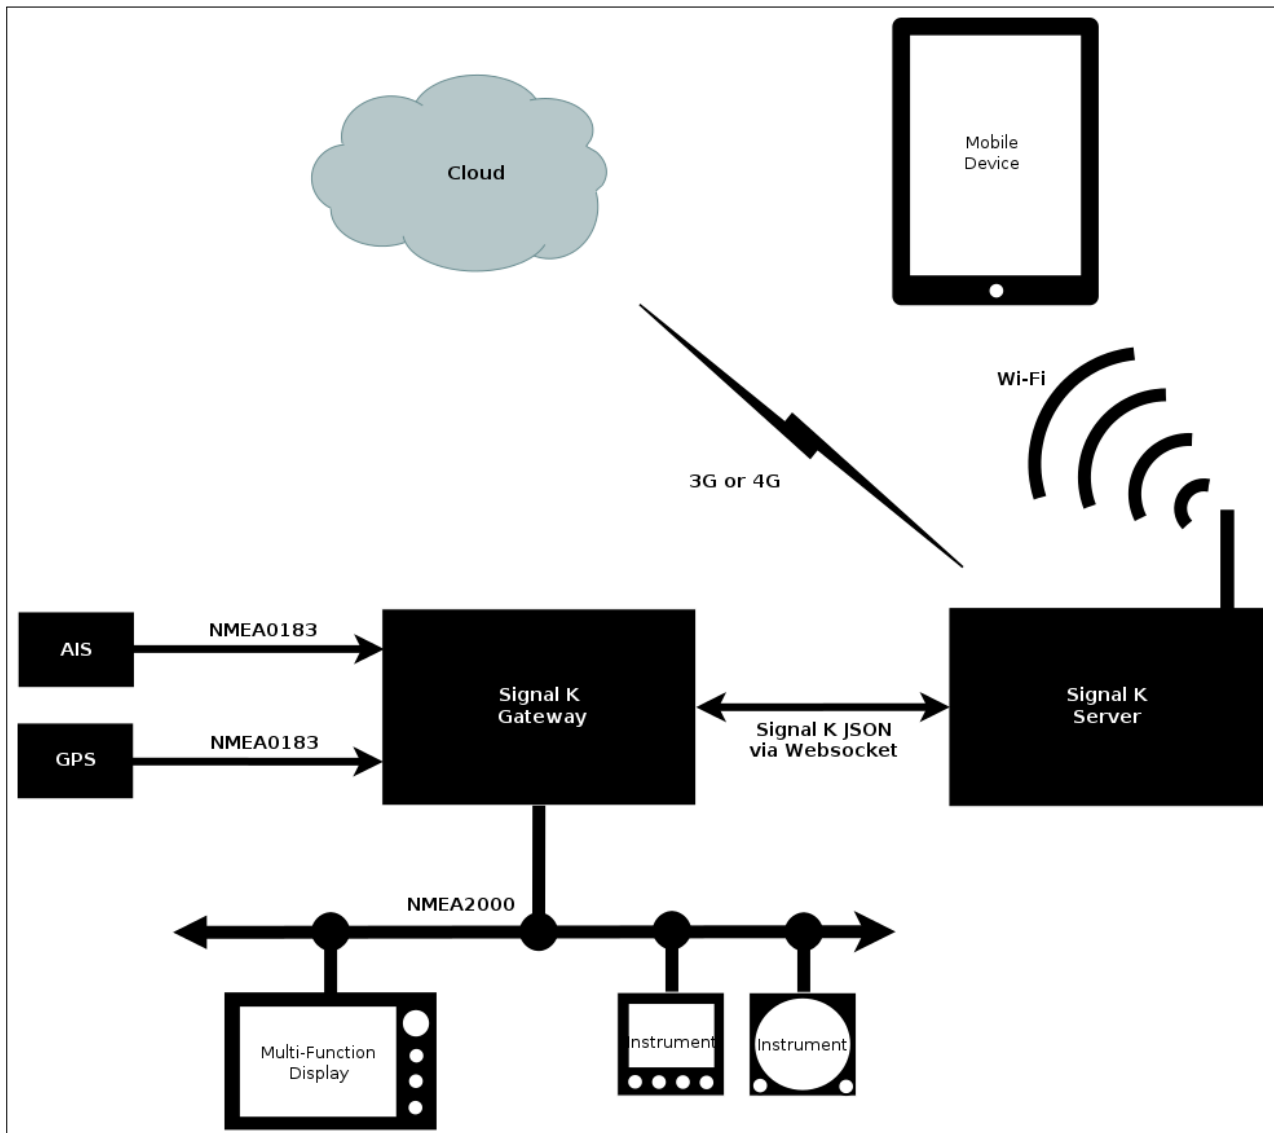 Cloud
Mobile
Device
Wi-Fi
3G or 4G
AIS
NMEA0183
GPS
NMEA0183
Signal K
Gateway
Signal K JSON
via Websocket
Signal K
Server
NMEA2000
Multi-Function
Display
Instrument
Instrument